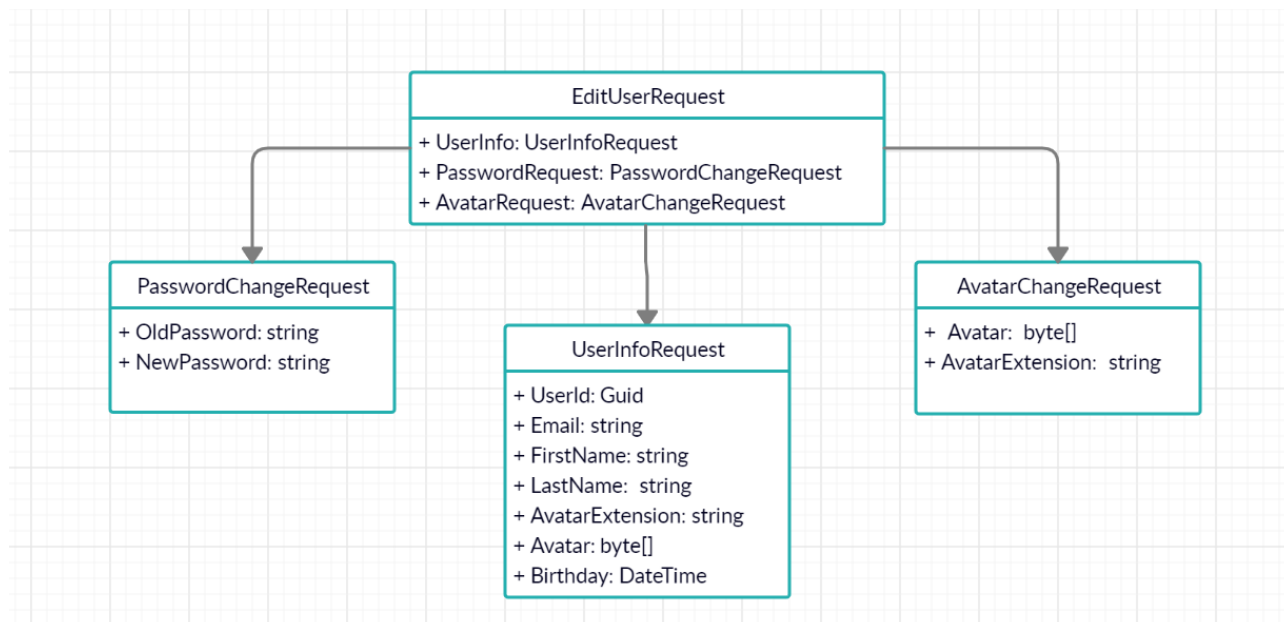 EditUserRequest
+ UserInfo: UserInfoRequest
+ PasswordRequest: PasswordChangeRequest
+ AvatarRequest: AvatarChangeRequest
PasswordChangeRequest
+ OldPassword: string
+ NewPassword: string
UserInfoRequest
+ UserId: Guid
+ Email: string
+ FirstName: string
+ LastName:  string
+ AvatarExtension: string
+ Avatar: byte[]
+ Birthday: DateTime
AvatarChangeRequest
+  Avatar:  byte[]
+ AvatarExtension:  string